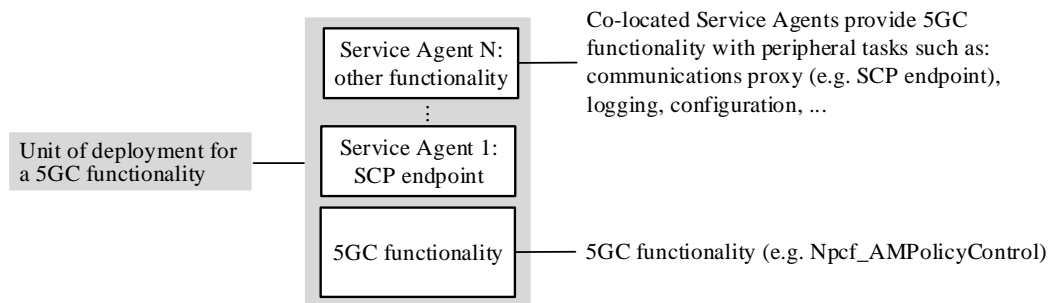 Service Agent N:
other functionality
Co-located Service Agents provide 5GC
functionality with peripheral tasks such as:
communications proxy (e.g. SCP endpoint),
logging, configuration, ...
...
Unit of deployment for
a 5GC functionality
Service Agent 1:
SCP endpoint
5GC functionality
5GC functionality (e.g. Npcf_AMPolicyControl)